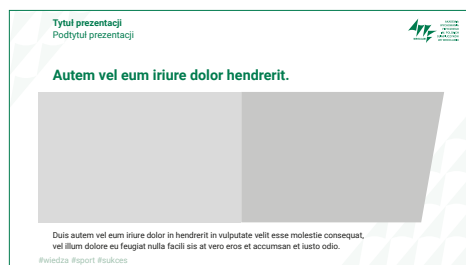 Tytuł prezentacji
Podtytuł prezentacji
Autem vel eum iriure dolor hendrerit.
Duis autem vel eum iriure dolor in hendrerit in vulputate velit esse molestie consequat,
vel illum dolore eu feugiat nulla facili sis at vero eros et accumsan et iusto odio.
#wiedza #sport #sukces